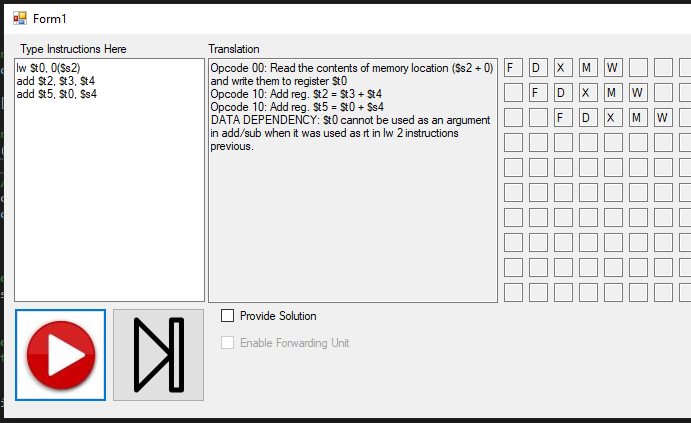 Form1
Type Instructions Here
Translation
lw $t0, 0($s2)
add $t2, $t3, $t4
add $t5, $t0, $s4
Opcode 00: Read the contents of memory location ($s2 + 0)
and write them to register $t0
Opcode 10: Add reg. $t2 = $t3 + $t4
Opcode 10: Add reg. $t5 = $t0 + $s4
DATA DEPENDENCY: $t0 cannot be used as an argument
in add/sub when it was used as rt in lw 2 instructions
previous.
F D X M W
F D X M W
F D X M W
Provide Solution
Enable Forwarding Unit